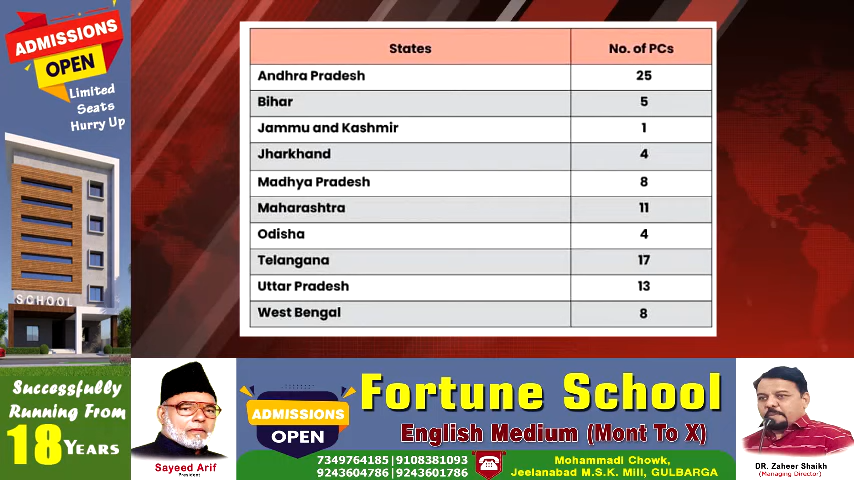 ADMISSIONS
OPEN
Limited
Seats
Hurry Up
SCHOOL
Successfully
Running From
18 YEARS
States No. of PCs
Andhra Pradesh 25
Bihar 5
Jammu and Kashmir 1
Jharkhand 4
Madhya Pradesh 8
Maharashtra 11
Odisha 4
Telangana 17
Uttar Pradesh 13
West Bengal 8
Sayeed Arif
President
ADMISSIONS
OPEN
Fortune School
English Medium (Mont To X)
7349764185|9108381093
9243604786|9243601786
Mohammadi Chowk,
Jeelanabad M.S.K. Mill, GULBARGA
DR. Zaheer Shaikh
(Managing Director)